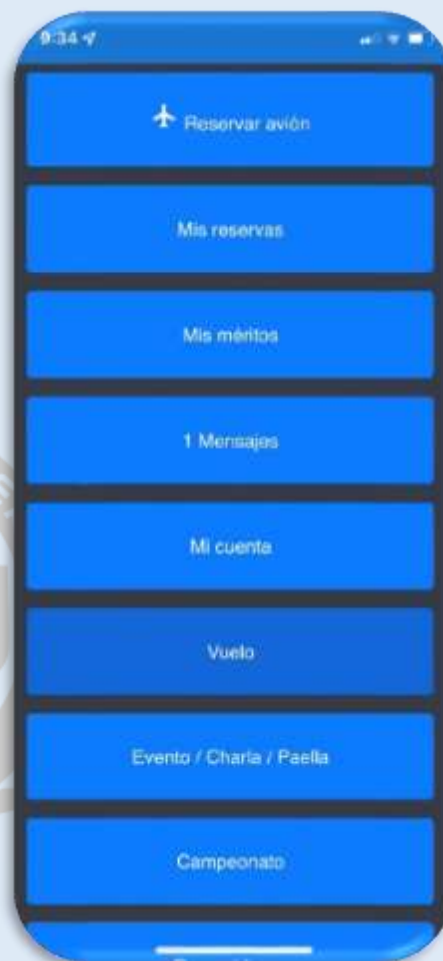 9:34
Reservar avión
Mis reservas
Mis méritos
1 Mensajes
Mi cuenta
Vuelo
Evento / Charla / Paella
Campeonato